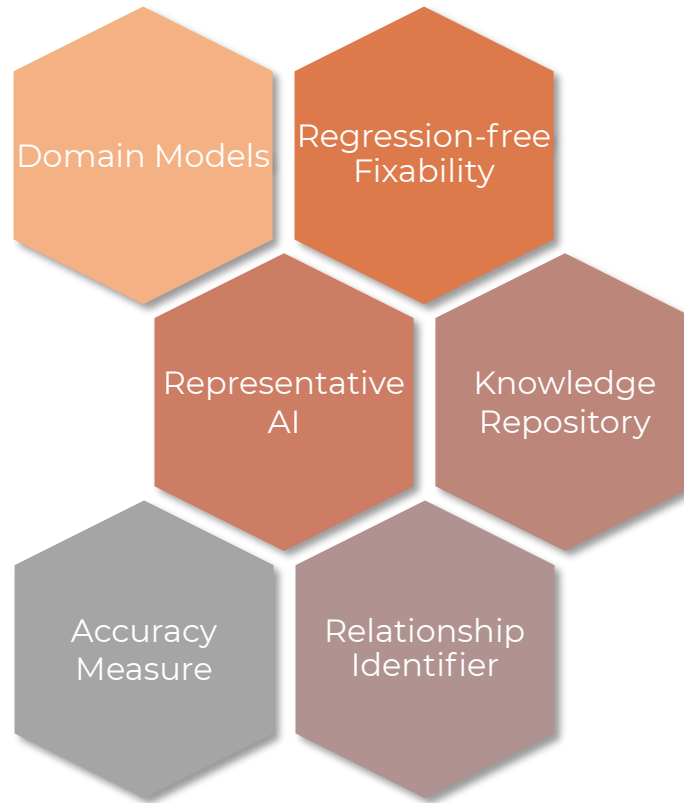 Domain Models
Regression-free
Fixability
Representative
AI
Knowledge
Repository
Accuracy
Measure
Relationship
Identifier